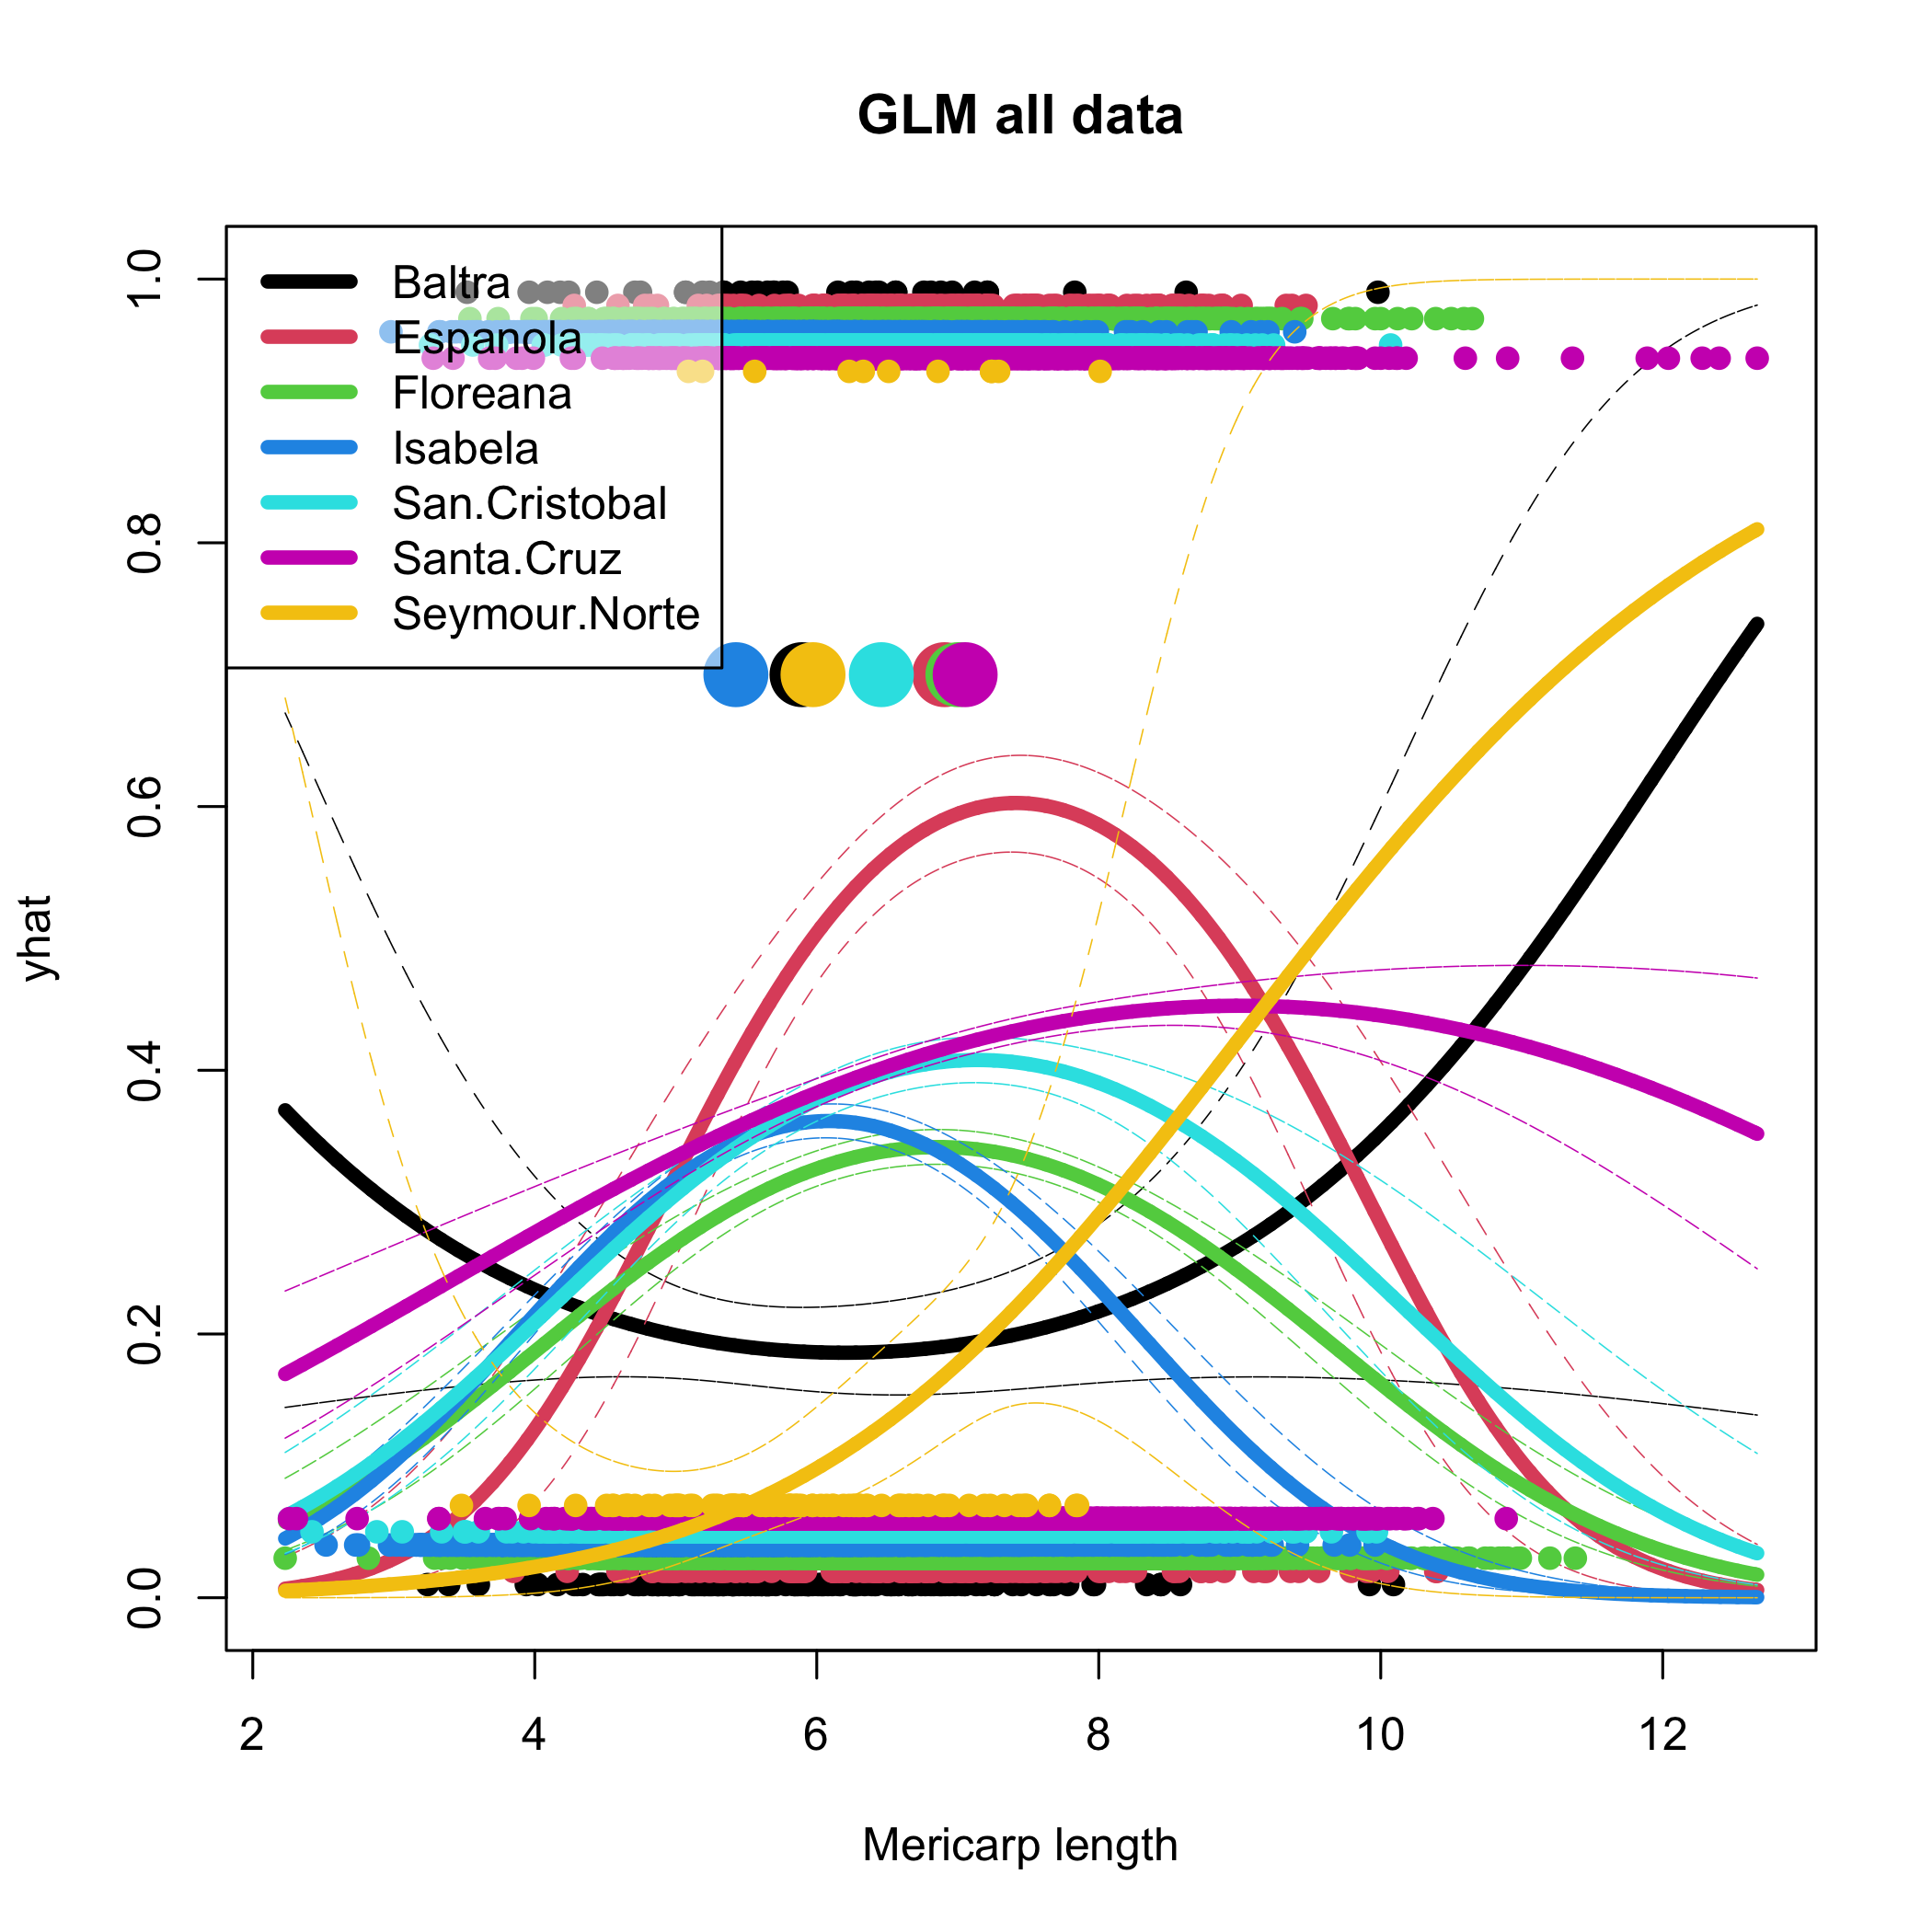 GLM all data
Baltra
Espanola
Floreana
Isabela
San.Cristobal
Santa.Cruz
Seymour.Norte
1.0
0.8
0.6
0.4
0.2
0.0
yhat
2 4 6 8 10 12
Mericarp length